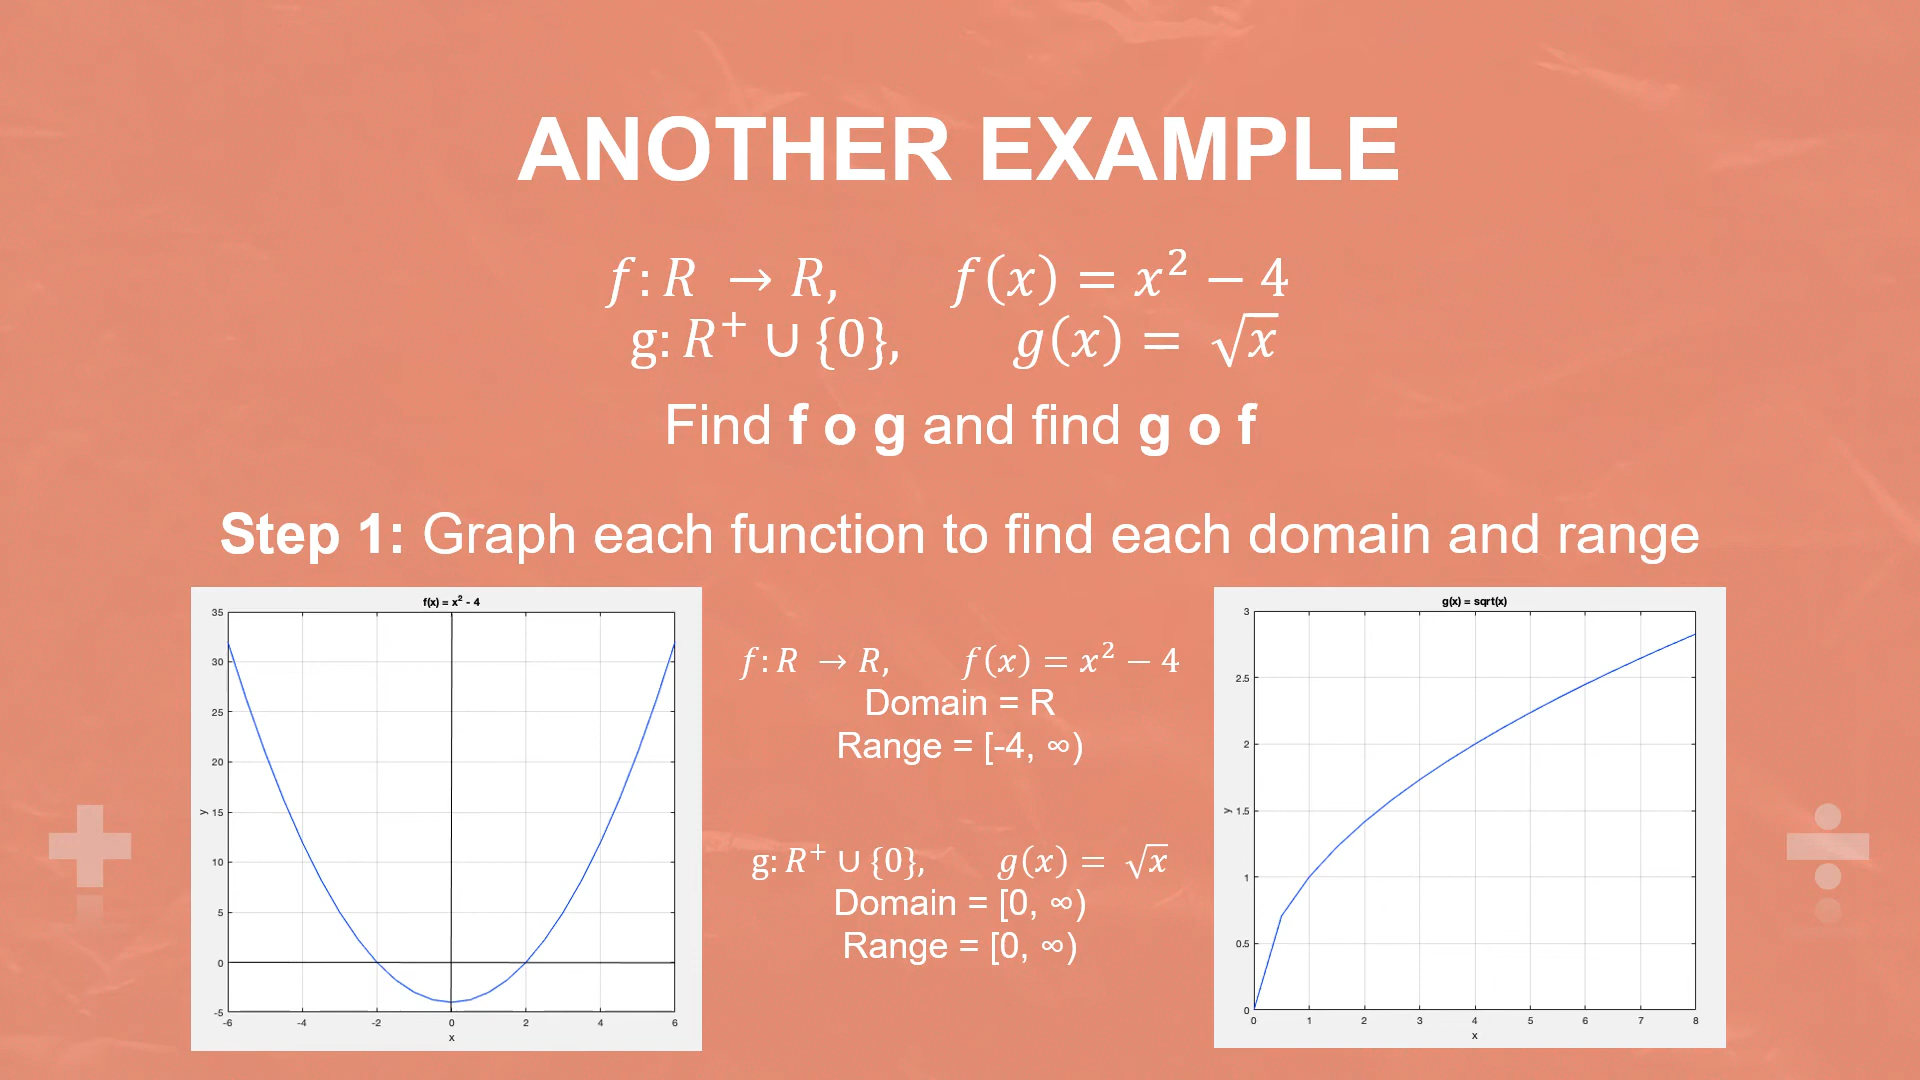 ANOTHER EXAMPLE
f: R → R, f(x) = x² − 4
g: R⁺ ∪ {0}, g(x) = √x
Find f o g and find g o f
Step 1: Graph each function to find each domain and range
f(x) = x² - 4
35
30
25
20
15
10
5
0
-5
y
-6 -4 -2 0 2 4 6
x
f: R → R, f(x) = x² − 4
Domain = R
Range = [-4, ∞)
g: R⁺ ∪ {0}, g(x) = √x
Domain = [0, ∞)
Range = [0, ∞)
g(x) = sqrt(x)
3
2.5
2
1.5
1
0.5
0
y
0 1 2 3 4 5 6 7 8
x